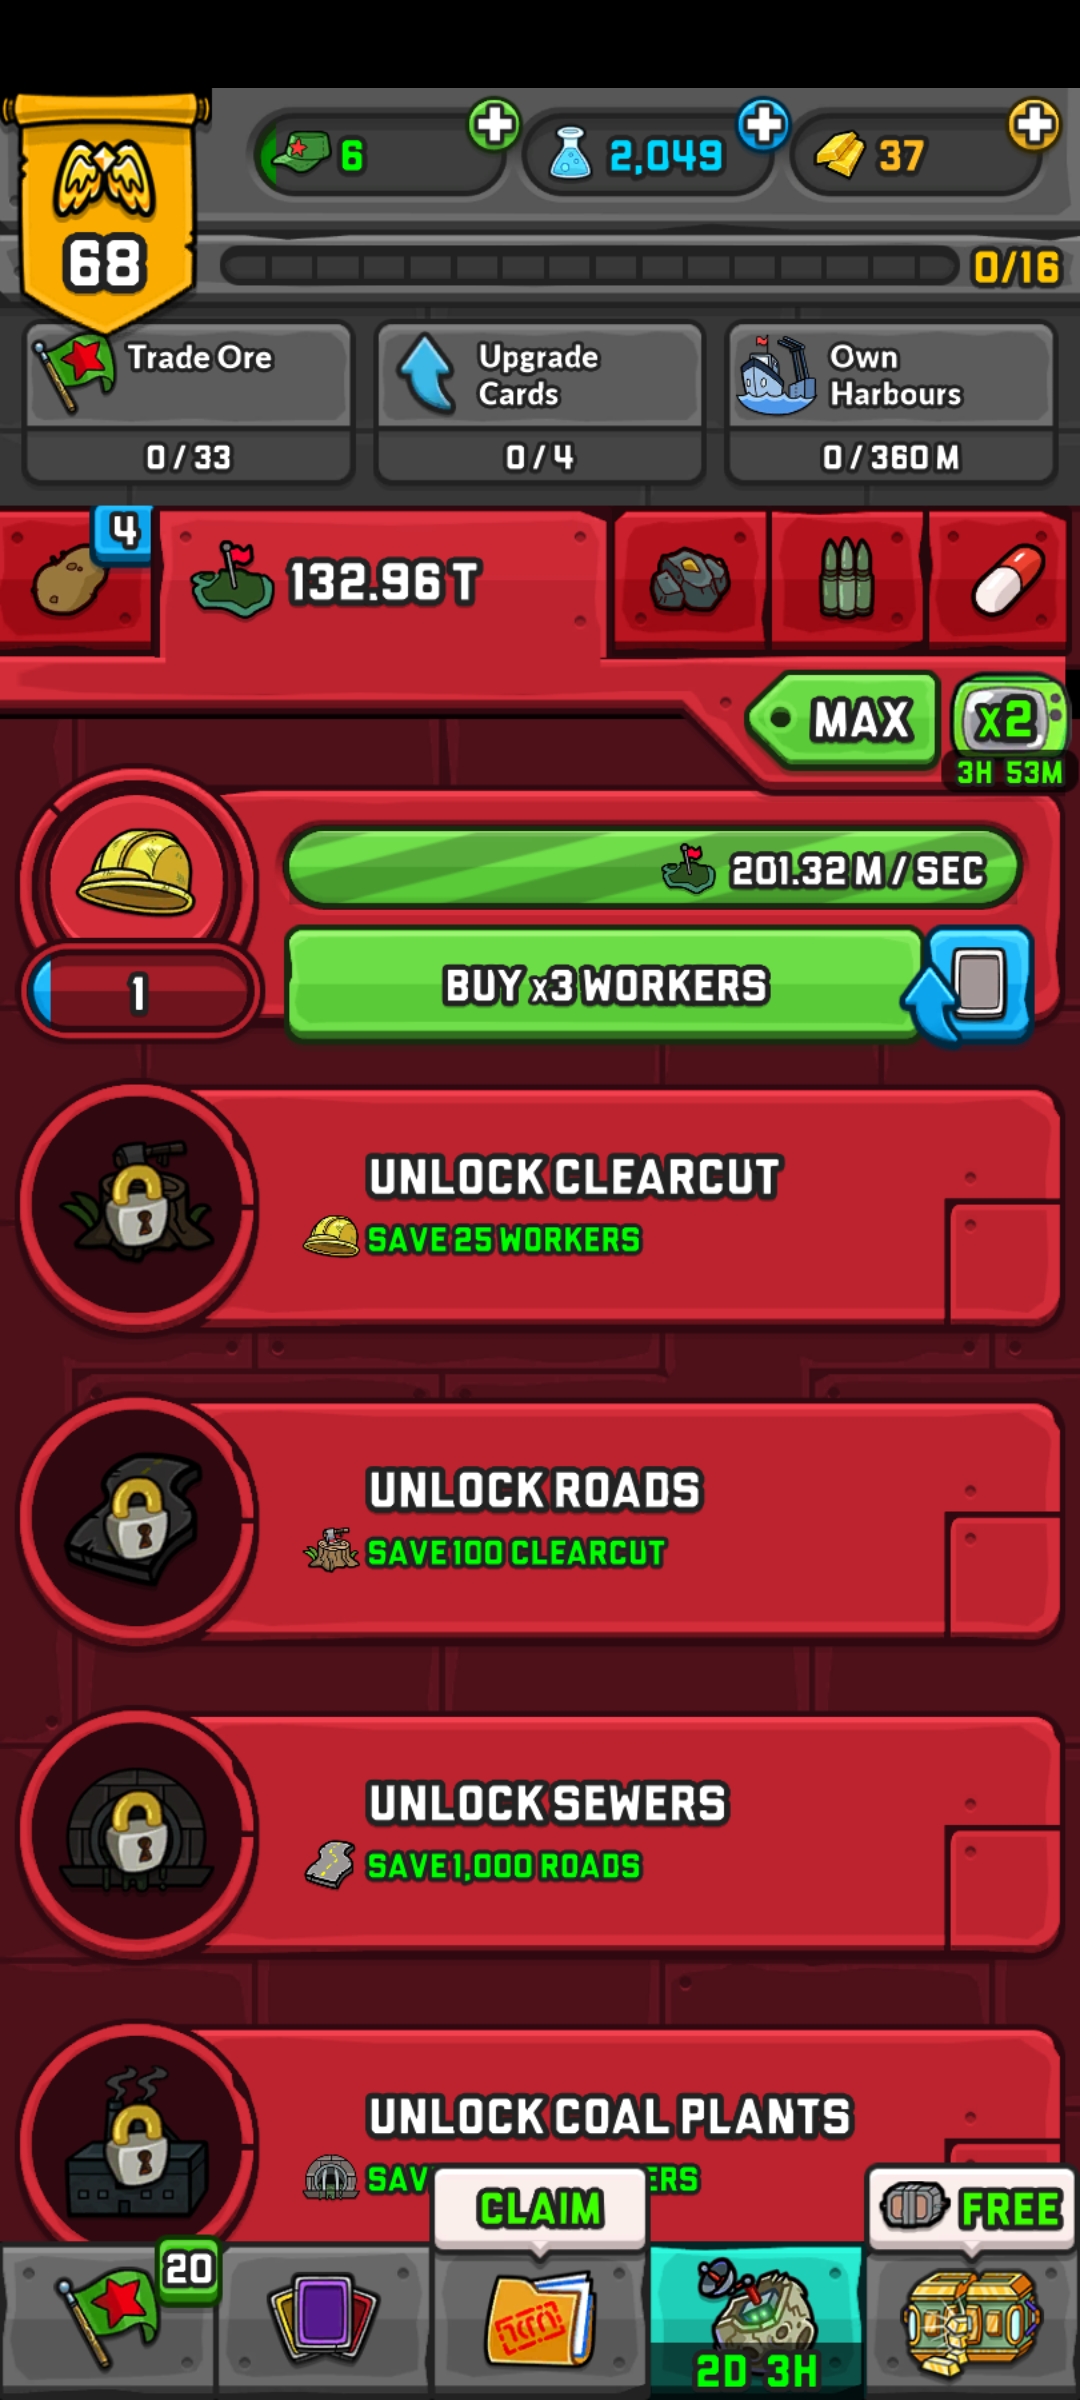 6
2,049
37
68
0/16
Trade Ore
0/33
Upgrade
Cards
0/4
Own
Harbours
0/360 M
4
132.96 T
MAX
x2
3H 53M
201.32 M / SEC
1
BUY x3 WORKERS
UNLOCK CLEARCUT
SAVE 25 WORKERS
UNLOCK ROADS
SAVE 100 CLEARCUT
UNLOCK SEWERS
SAVE 1,000 ROADS
UNLOCK COAL PLANTS
CLAIM
FREE
20
2D 3H